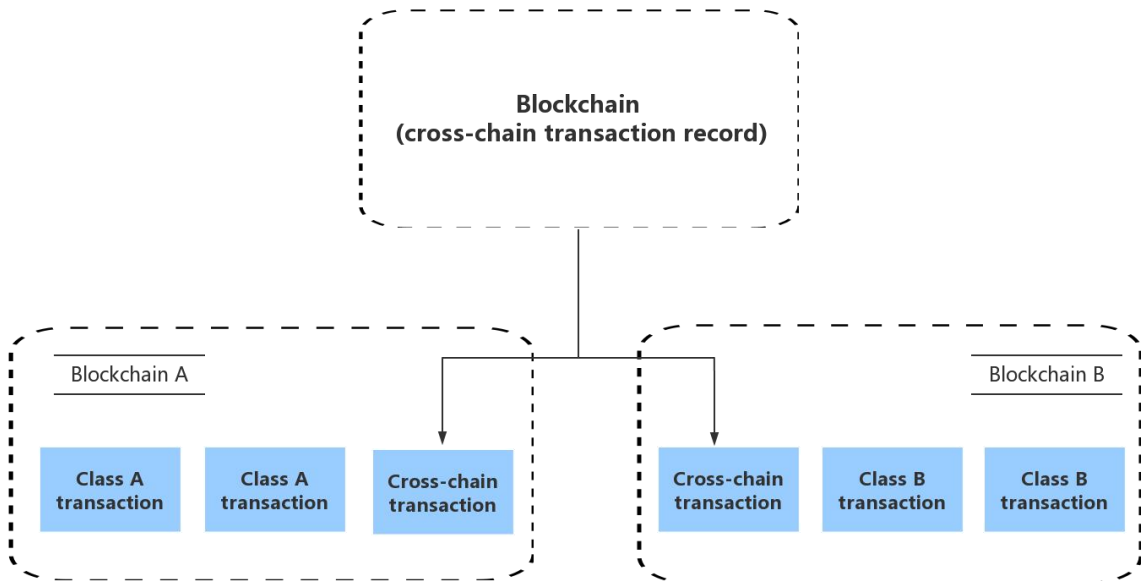 Blockchain
(cross-chain transaction record)
Blockchain A
Blockchain B
Class A
transaction
Class A
transaction
Cross-chain
transaction
Cross-chain
transaction
Class B
transaction
Class B
transaction